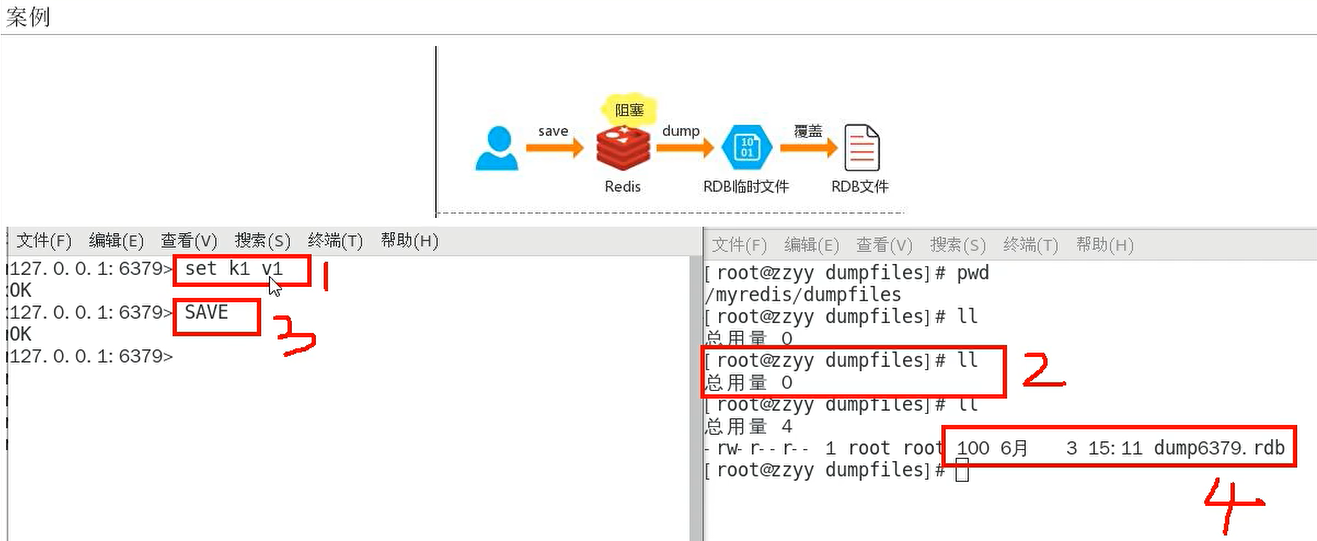 案例
阻塞
save
dump
覆盖
Redis
RDB临时文件
RDB文件
文件(F) 编辑(E) 查看(V) 搜索(S) 终端(T) 帮助(H)
127.0.0.1:6379> set k1 v1
1
OK
127.0.0.1:6379> SAVE
3
OK
127.0.0.1:6379>
文件(F) 编辑(E) 查看(V) 搜索(S) 终端(T) 帮助(H)
[root@zzyy dumpfiles]# pwd
/myredis/dumpfiles
[root@zzyy dumpfiles]# ll
总用量 0
[root@zzyy dumpfiles]# ll
总用量 0
2
[root@zzyy dumpfiles]# ll
总用量 4
-rw-r--r-- 1 root root 100 6月 3 15:11 dump6379.rdb
[root@zzyy dumpfiles]#
4